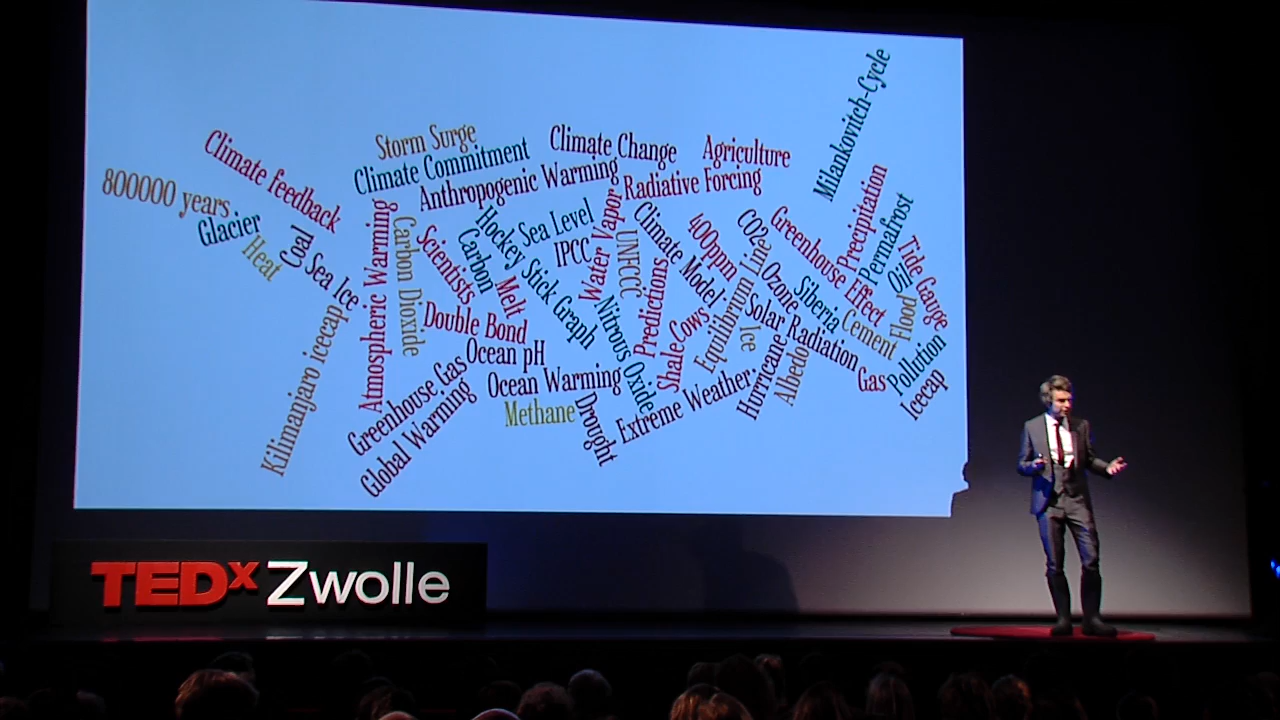 Milankovitch-Cycle
Storm Surge
Climate Change
Agriculture
Climate feedback
Climate Commitment
Anthropogenic Warming
Radiative Forcing
800000 years
Glacier
Heat
Coal
Sea Ice
Kilimanjaro icecap
Atmospheric Warming
Carbon Dioxide
Scientists
Carbon
Hockey Stick Graph
Sea Level
IPCC
Water Vapor
UNFCCC
Climate Model
Predictions
400ppm
CO2
Greenhouse Effect
Precipitation
Permafrost
Oil
Tide Gauge
Flood
Melt
Double Bond
Ocean pH
Nitrous Oxide
Shale
Cows
Equilibrium Line
Ice
Ozone
Siberia
Cement
Solar Radiation
Gas
Pollution
Icecap
Greenhouse Gas
Global Warming
Ocean Warming
Methane
Drought
Extreme Weather
Hurricane
Albedo
TEDx Zwolle